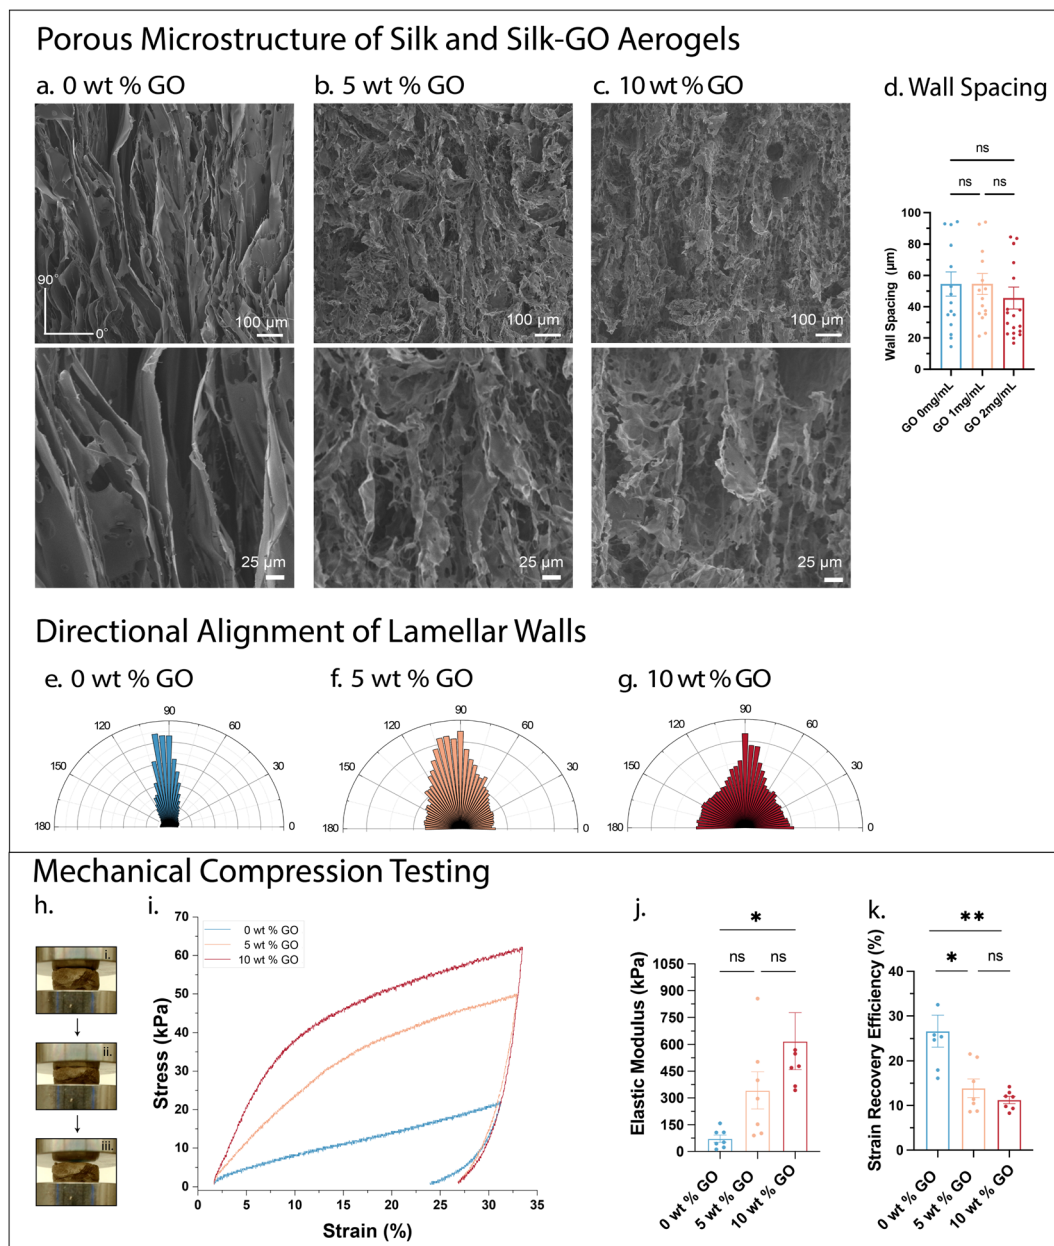 Porous Microstructure of Silk and Silk-GO Aerogels
a. 0 wt % GO
b. 5 wt % GO
c. 10 wt % GO
d. Wall Spacing
90°
0°
100 µm
100 µm
100 µm
25 µm
25 µm
25 µm
ns
ns
ns
100
80
60
40
20
0
Wall Spacing (µm)
GO 0mg/mL
GO 1mg/mL
GO 2mg/mL
Directional Alignment of Lamellar Walls
e. 0 wt % GO
f. 5 wt % GO
g. 10 wt % GO
90
120
60
150
30
180
0
90
120
60
150
30
180
0
90
120
60
150
30
180
0
Mechanical Compression Testing
h.
i.
ii.
iii.
i.
70
60
50
40
30
20
10
0
Stress (kPa)
0 wt % GO
5 wt % GO
10 wt % GO
0
5
10
15
20
25
30
35
Strain (%)
j.
*
ns
ns
1050
900
750
600
450
300
150
0
Elastic Modulus (kPa)
0 wt % GO
5 wt % GO
10 wt % GO
k.
**
*
ns
40
30
20
10
0
Strain Recovery Efficiency (%)
0 wt % GO
5 wt % GO
10 wt % GO